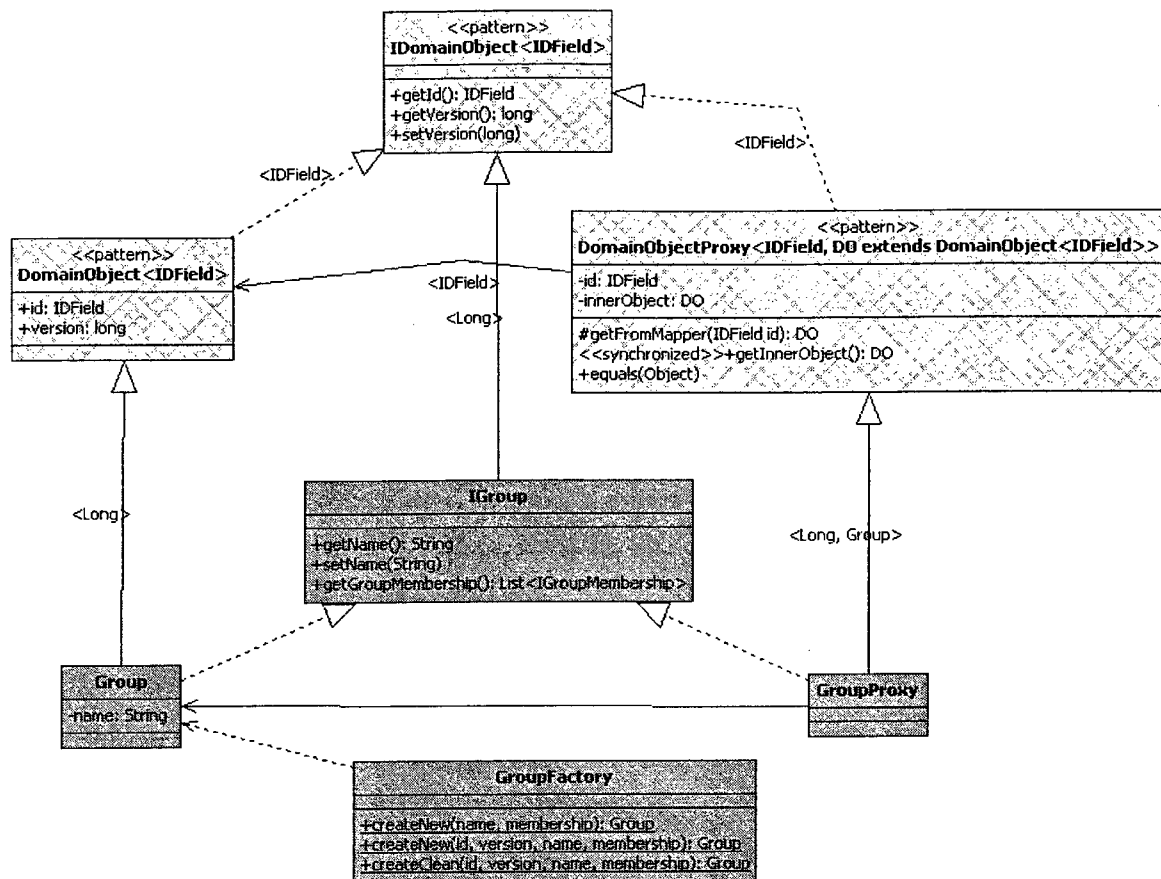 <<pattern>>
IDomainObject<IDField>
+getId(): IDField
+getVersion(): long
+setVersion(long)
<IDField>
<IDField>
<<pattern>>
DomainObject<IDField>
+id: IDField
+version: long
<<pattern>>
DomainObjectProxy<IDField, DO extends DomainObject<IDField>>
-id: IDField
-innerObject: DO
#getFromMapper(IDField id): DO
<<synchronized>>+getInnerObject(): DO
+equals(Object)
<IDField>
<Long>
IGroup
+getName(): String
+setName(String)
+getGroupMembership(): List<IGroupMembership>
<Long>
<Long, Group>
Group
-name: String
GroupProxy
GroupFactory
+createNew(name, membership): Group
+createNew(id, version, name, membership): Group
+createClean(id, version, name, membership): Group